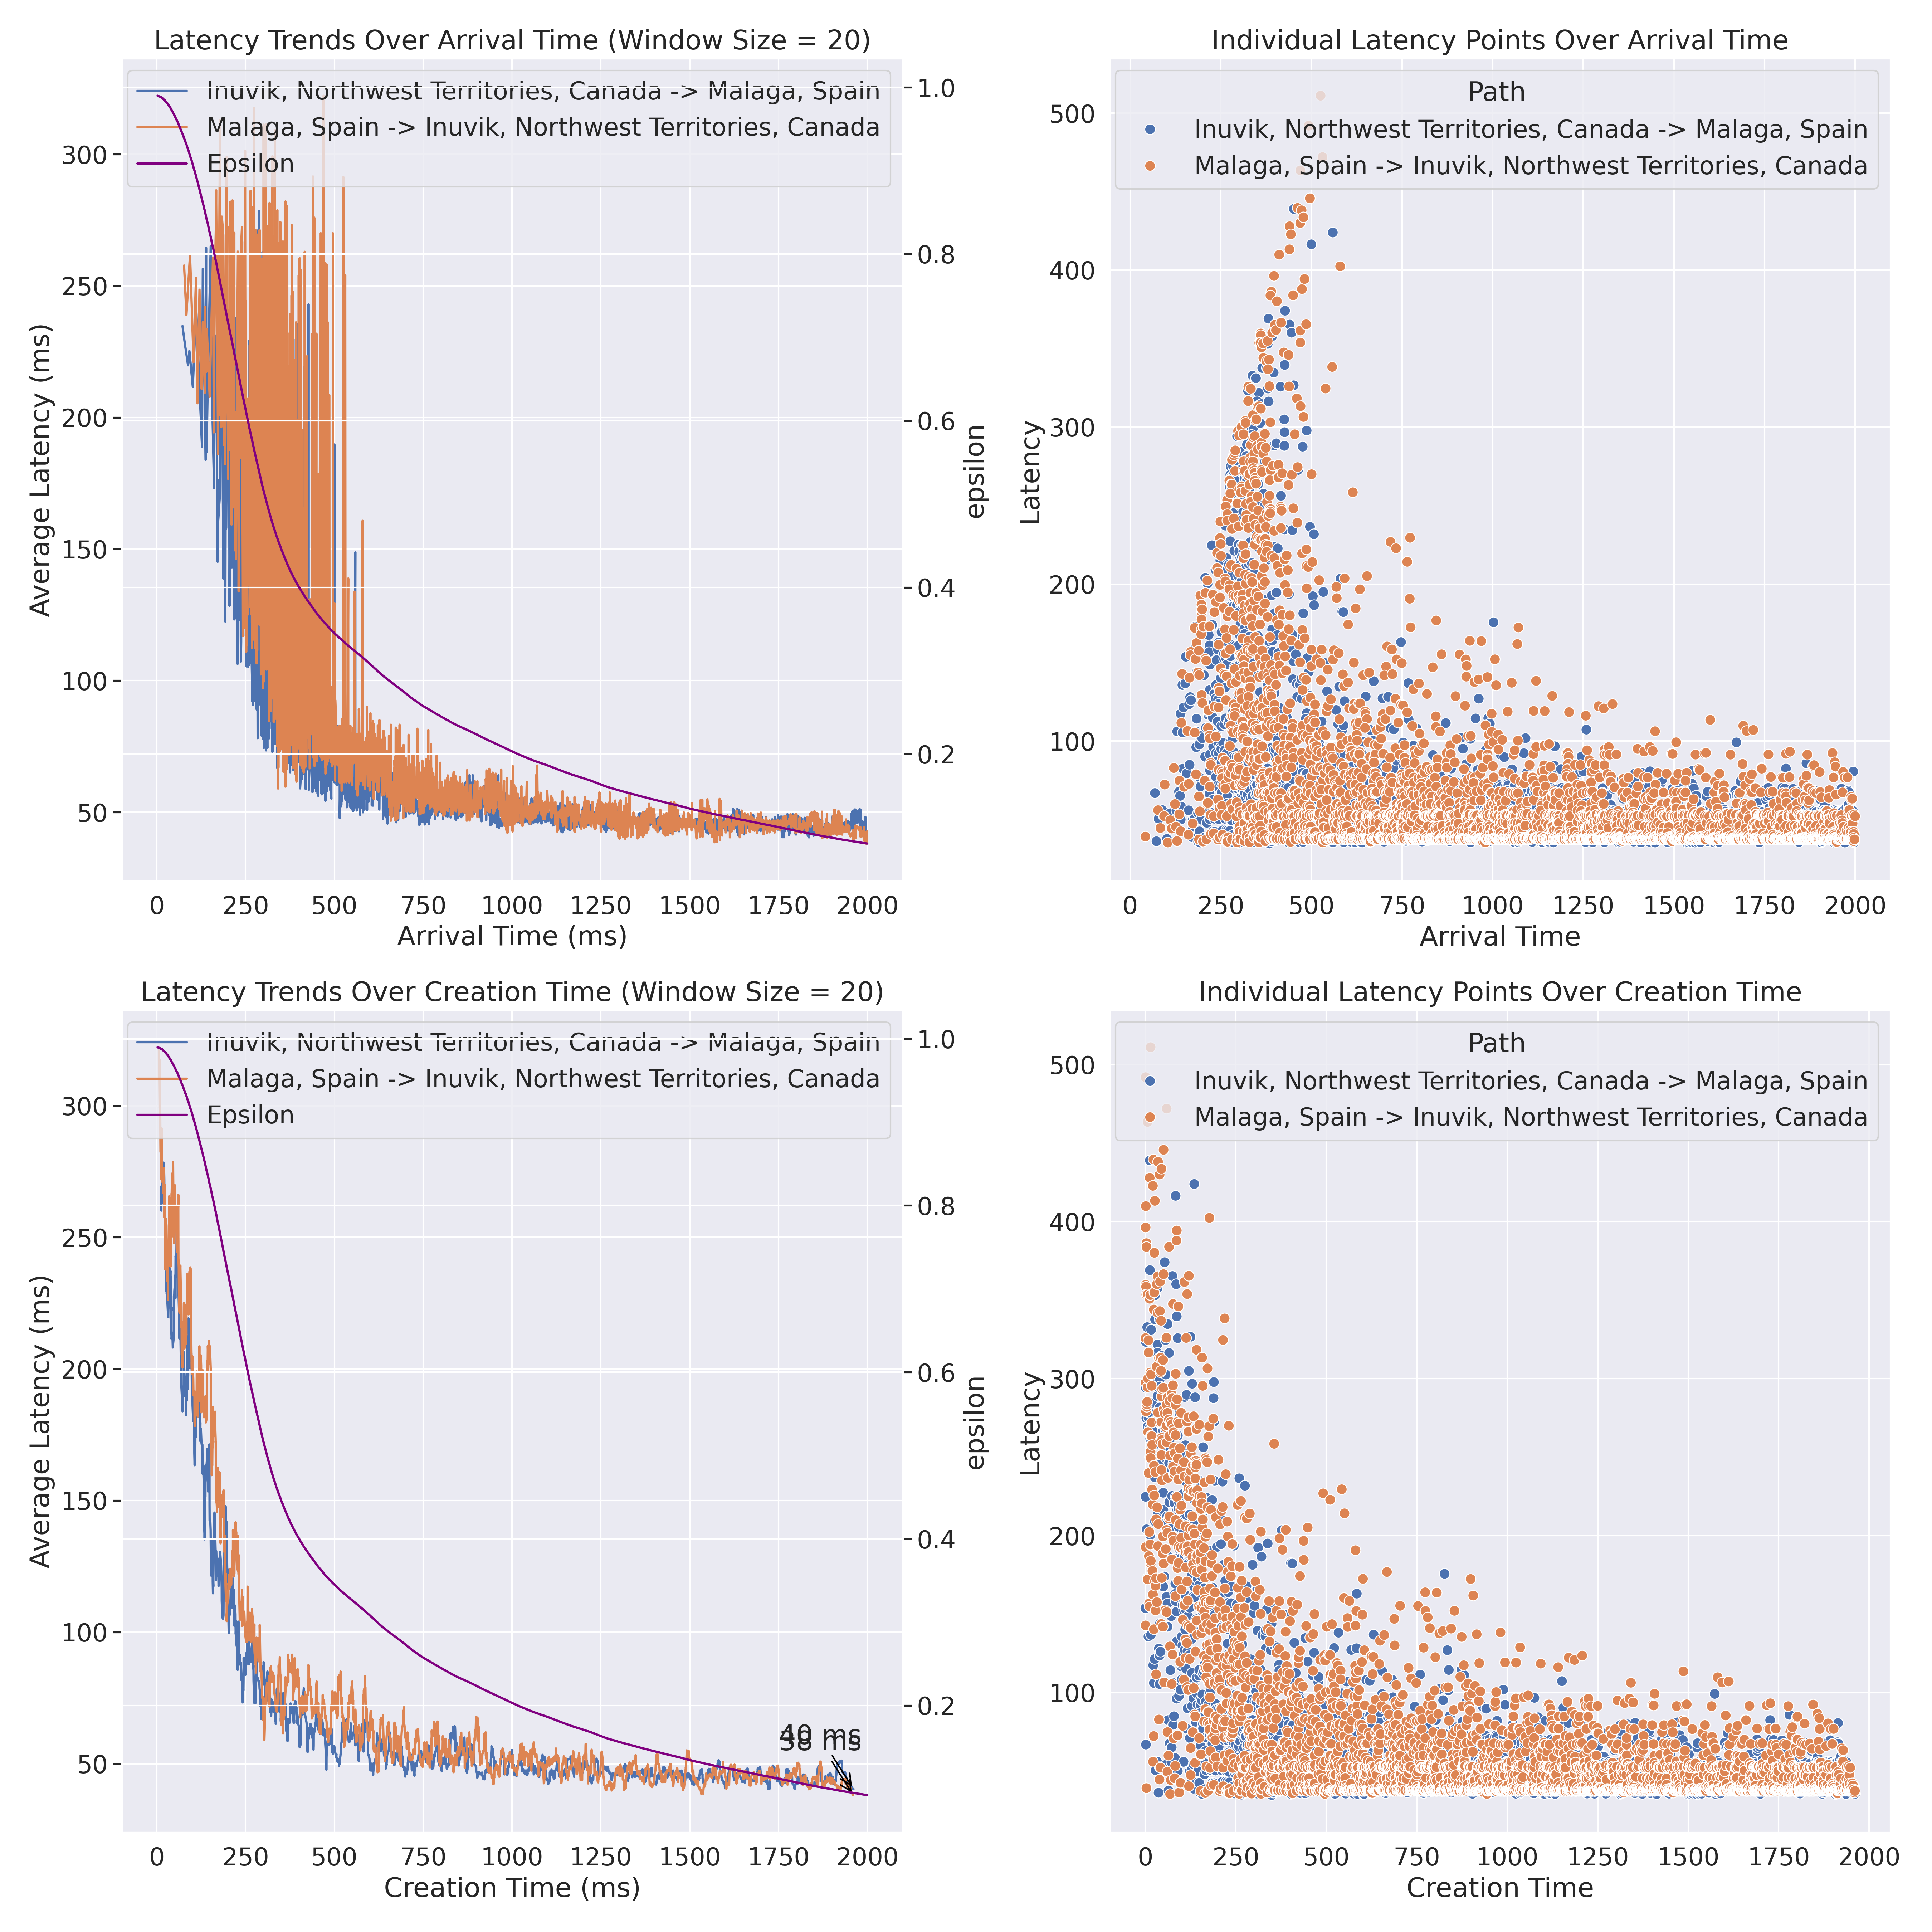 Latency Trends Over Arrival Time (Window Size = 20)
Inuvik, Northwest Territories, Canada -> Malaga, Spain
Malaga, Spain -> Inuvik, Northwest Territories, Canada
Epsilon
Average Latency (ms)
300
250
200
150
100
50
1.0
0.8
0.6
0.4
0.2
epsilon
0 250 500 750 1000 1250 1500 1750 2000
Arrival Time (ms)
Individual Latency Points Over Arrival Time
Path
Inuvik, Northwest Territories, Canada -> Malaga, Spain
Malaga, Spain -> Inuvik, Northwest Territories, Canada
Latency
500
400
300
200
100
0 250 500 750 1000 1250 1500 1750 2000
Arrival Time
Latency Trends Over Creation Time (Window Size = 20)
Inuvik, Northwest Territories, Canada -> Malaga, Spain
Malaga, Spain -> Inuvik, Northwest Territories, Canada
Epsilon
Average Latency (ms)
300
250
200
150
100
50
1.0
0.8
0.6
0.4
0.2
epsilon
40 ms
38 ms
0 250 500 750 1000 1250 1500 1750 2000
Creation Time (ms)
Individual Latency Points Over Creation Time
Path
Inuvik, Northwest Territories, Canada -> Malaga, Spain
Malaga, Spain -> Inuvik, Northwest Territories, Canada
Latency
500
400
300
200
100
0 250 500 750 1000 1250 1500 1750 2000
Creation Time